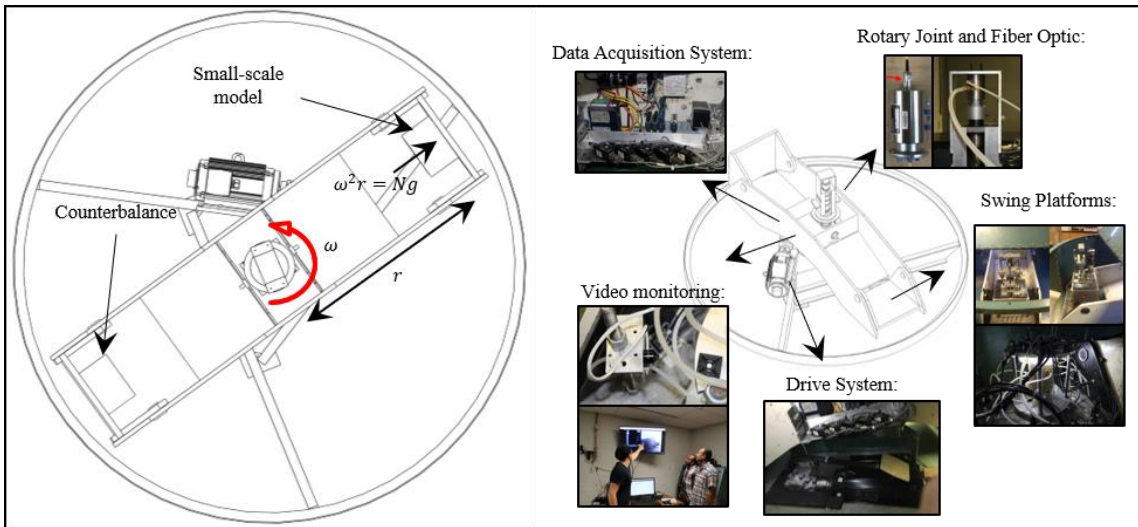 Small-scale
model
ω²r = Ng
Counterbalance
ω
r
Data Acquisition System:
Rotary Joint and Fiber Optic:
Swing Platforms:
Video monitoring:
Drive System: